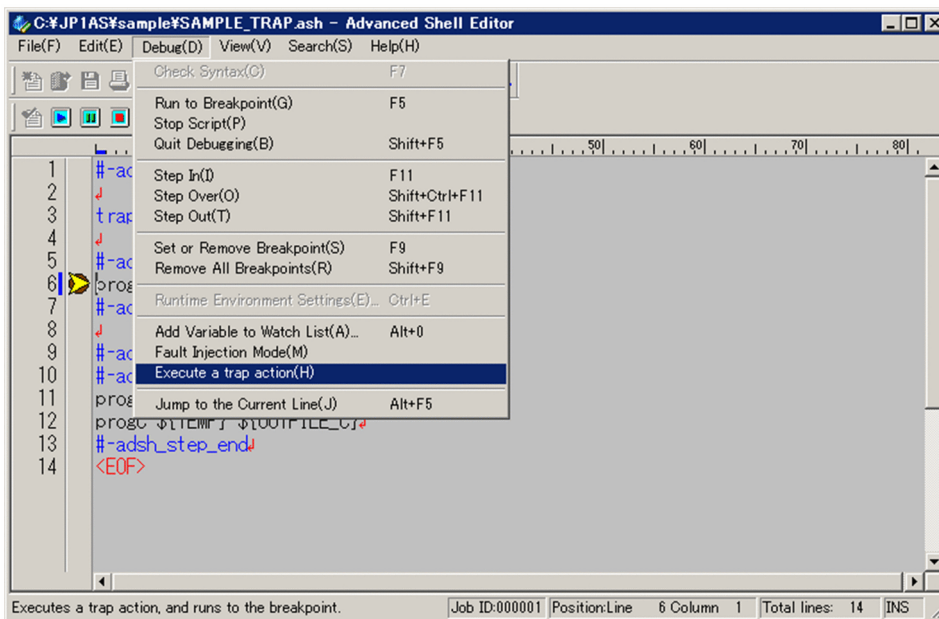 C:¥JP1AS¥sample¥SAMPLE_TRAP.ash - Advanced Shell Editor
File(F) Edit(E) Debug(D) View(V) Search(S) Help(H)
Check Syntax(C) F7
Run to Breakpoint(G) F5
Stop Script(P)
Quit Debugging(B) Shift+F5
Step In(I) F11
Step Over(O) Shift+Ctrl+F11
Step Out(T) Shift+F11
Set or Remove Breakpoint(S) F9
Remove All Breakpoints(R) Shift+F9
Runtime Environment Settings(E)... Ctrl+E
Add Variable to Watch List(A)... Alt+0
Fault Injection Mode(M)
Execute a trap action(H)
Jump to the Current Line(J) Alt+F5
50 60 70 80
1 #-ad
2
3 trap
4
5 #-ad
6 prog
7 #-ad
8
9 #-ad
10 #-ad
11 prog
12 progC ${TEMP} ${OUTFILE_C}
13 #-adsh_step_end
14 <EOF>
Executes a trap action, and runs to the breakpoint. Job ID:000001 Position:Line 6 Column 1 Total lines: 14 INS